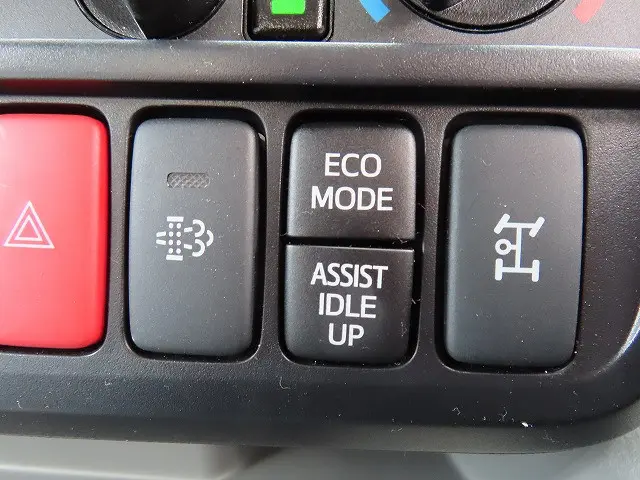 ECO
MODE
ASSIST
IDLE
UP